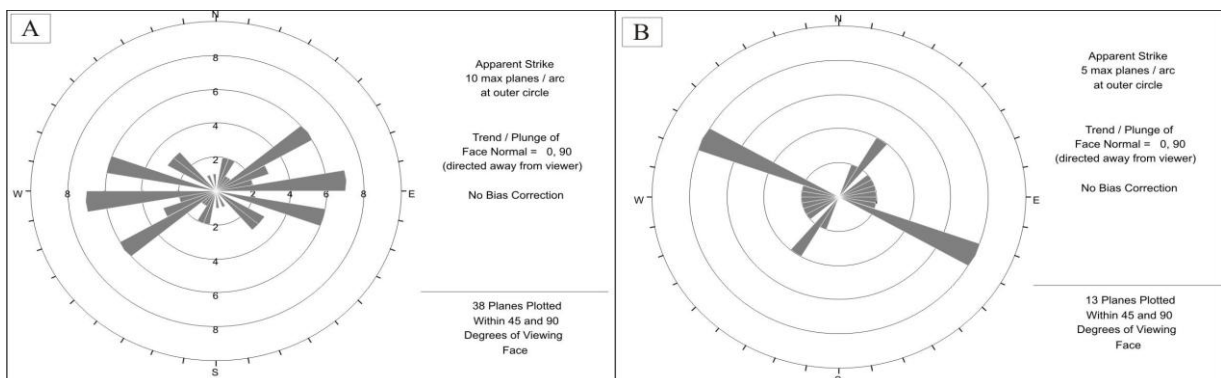 A
N
8
6
4
2
W
8
2
4
6
8
E
2
4
6
8
S
Apparent Strike
10 max planes / arc
at outer circle
Trend / Plunge of
Face Normal = 0, 90
(directed away from viewer)
No Bias Correction
38 Planes Plotted
Within 45 and 90
Degrees of Viewing
Face
B
N
W
E
S
Apparent Strike
5 max planes / arc
at outer circle
Trend / Plunge of
Face Normal = 0, 90
(directed away from viewer)
No Bias Correction
13 Planes Plotted
Within 45 and 90
Degrees of Viewing
Face